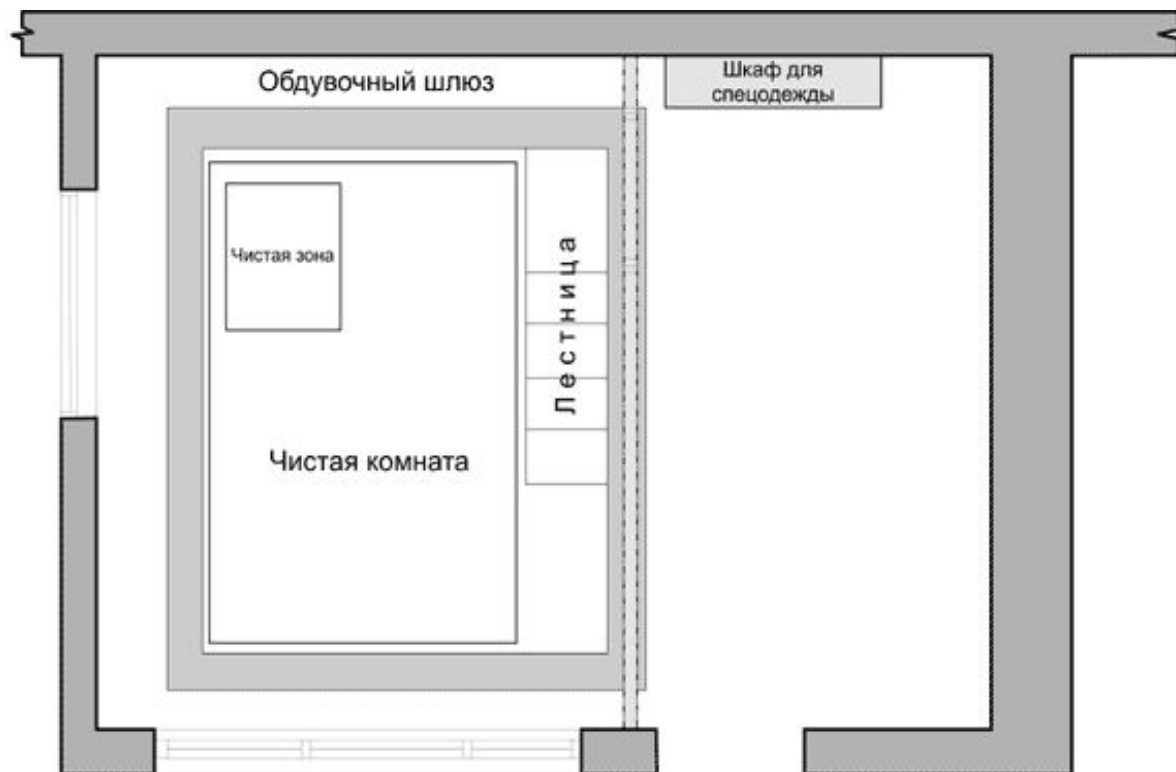 Обдувочный шлюз
Шкаф для
спецодежды
Чистая зона
Лестница
Чистая комната